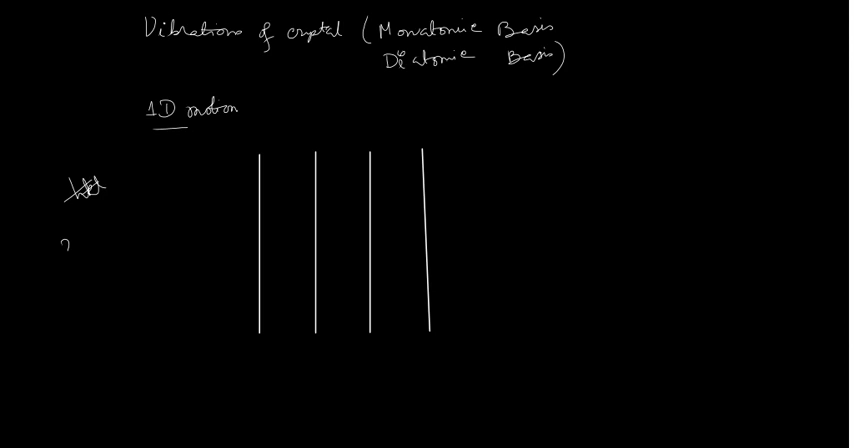 Vibrations of crystal (Monatomic Basis
Diatomic Basis)
1D motion